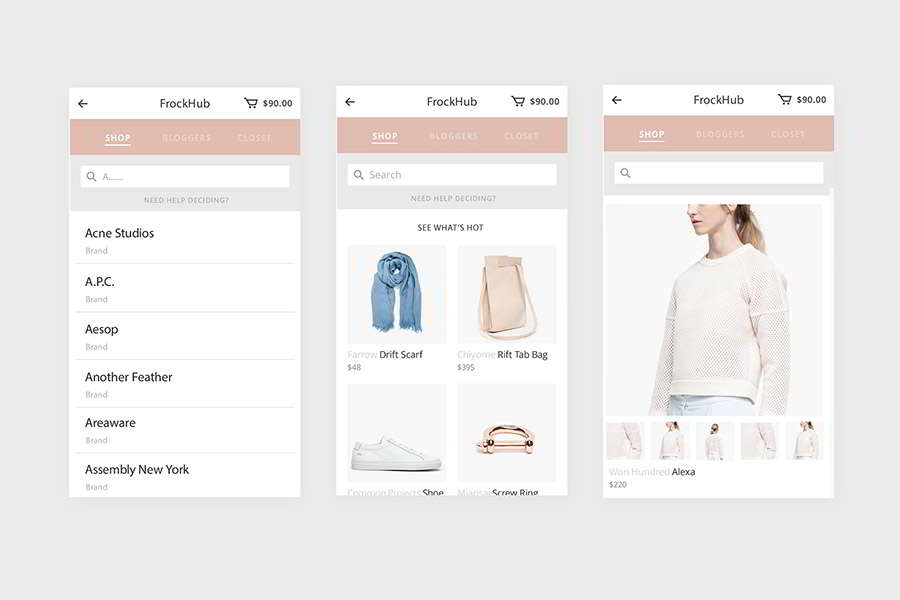 FrockHub
$90.00
SHOP BLOGGERS CLOSET
A......
NEED HELP DECIDING?
Acne Studios
Brand
A.P.C.
Brand
Aesop
Brand
Another Feather
Brand
Areaware
Brand
Assembly New York
Brand
FrockHub
$90.00
SHOP BLOGGERS CLOSET
Search
NEED HELP DECIDING?
SEE WHAT'S HOT
Farrow Drift Scarf
$48
Chiyome Rift Tab Bag
$395
Common Projects Shoe
Miansai Screw Ring
FrockHub
$90.00
SHOP BLOGGERS CLOSET
Won Hundred Alexa
$220